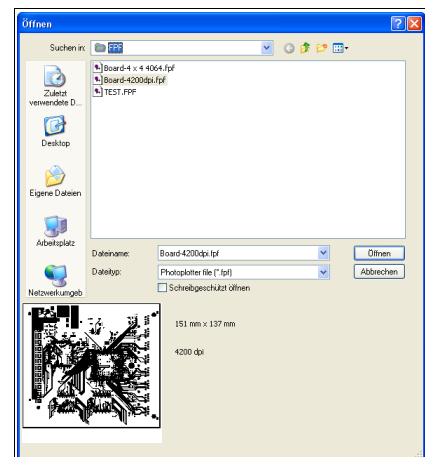 Öffnen
Suchen in:
FPF
Board-4 x 4 4064.fpf
Board-4200dpi.fpf
TEST.FPF
Zuletzt
verwendete D...
Desktop
Eigene Dateien
Arbeitsplatz
Netzwerkumgeb
Dateiname:
Board-4200dpi.fpf
Öffnen
Dateityp:
Photoplotter file (*.fpf)
Abbrechen
Schreibgeschützt öffnen
151 mm x 137 mm
4200 dpi